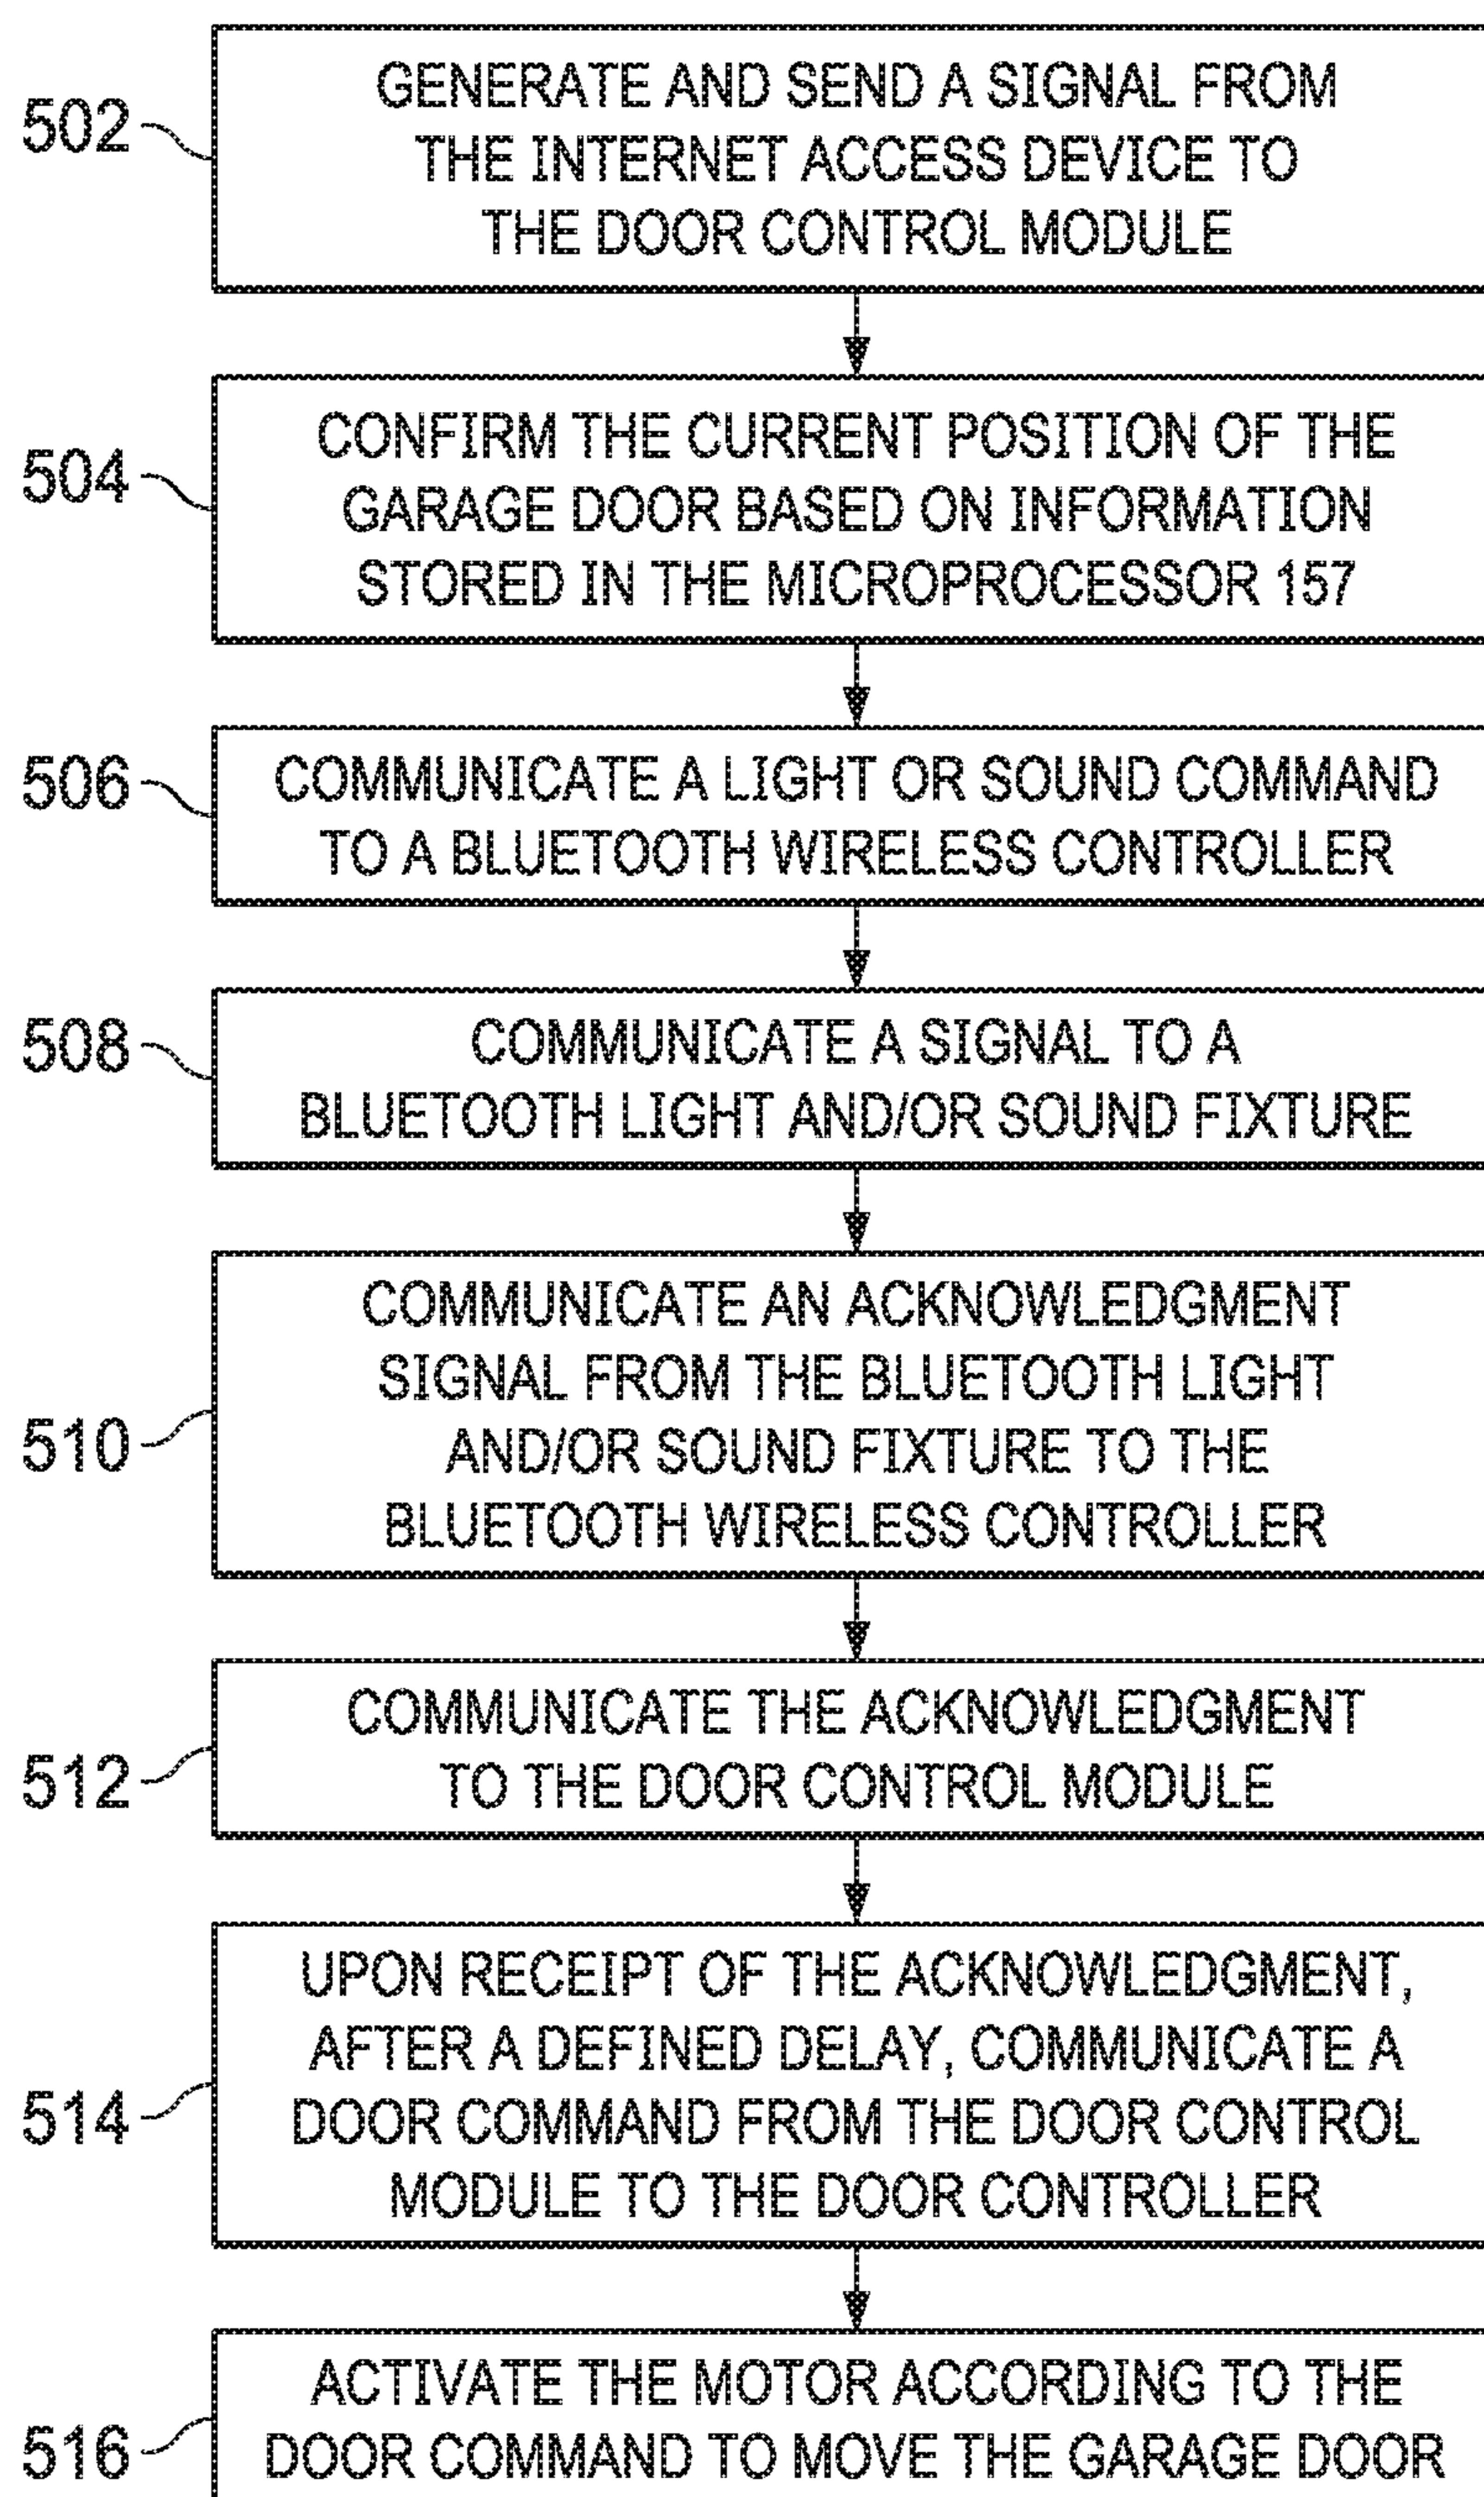 502
GENERATE AND SEND A SIGNAL FROM
THE INTERNET ACCESS DEVICE TO
THE DOOR CONTROL MODULE
504
CONFIRM THE CURRENT POSITION OF THE
GARAGE DOOR BASED ON INFORMATION
STORED IN THE MICROPROCESSOR 157
506
COMMUNICATE A LIGHT OR SOUND COMMAND
TO A BLUETOOTH WIRELESS CONTROLLER
508
COMMUNICATE A SIGNAL TO A
BLUETOOTH LIGHT AND/OR SOUND FIXTURE
510
COMMUNICATE AN ACKNOWLEDGMENT
SIGNAL FROM THE BLUETOOTH LIGHT
AND/OR SOUND FIXTURE TO THE
BLUETOOTH WIRELESS CONTROLLER
512
COMMUNICATE THE ACKNOWLEDGMENT
TO THE DOOR CONTROL MODULE
514
UPON RECEIPT OF THE ACKNOWLEDGMENT,
AFTER A DEFINED DELAY, COMMUNICATE A
DOOR COMMAND FROM THE DOOR CONTROL
MODULE TO THE DOOR CONTROLLER
516
ACTIVATE THE MOTOR ACCORDING TO THE
DOOR COMMAND TO MOVE THE GARAGE DOOR